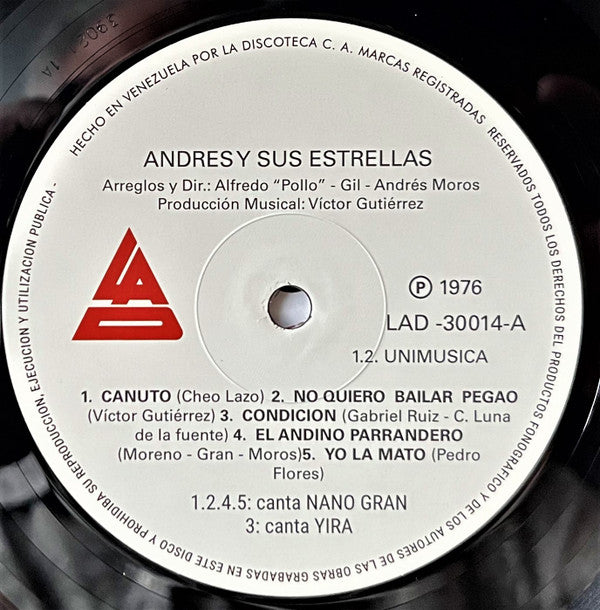 HECHO EN VENEZUELA POR LA DISCOTECA C. A. MARCAS REGISTRADAS RESERVADOS TODOS LOS DERECHOS DEL PRODUCTOS FONOGRAFICO Y DE LOS AUTORES DE LAS OBRAS GRABADAS EN ESTE DISCO Y PROHIBIDA SU REPRODUCCION, EJECUCION Y UTILIZACION PUBLICA -
ANDRES Y SUS ESTRELLAS
Arreglos y Dir.: Alfredo "Pollo" - Gil - Andrés Moros
Producción Musical: Víctor Gutiérrez
LAD
Ⓟ 1976
LAD -30014-A
1.2. UNIMUSICA
1. CANUTO (Cheo Lazo) 2. NO QUIERO BAILAR PEGAO
(Víctor Gutiérrez) 3. CONDICION (Gabriel Ruiz - C. Luna
de la fuente) 4. EL ANDINO PARRANDERO
(Moreno - Gran - Moros)5. YO LA MATO (Pedro
Flores)
1.2.4.5: canta NANO GRAN
3: canta YIRA